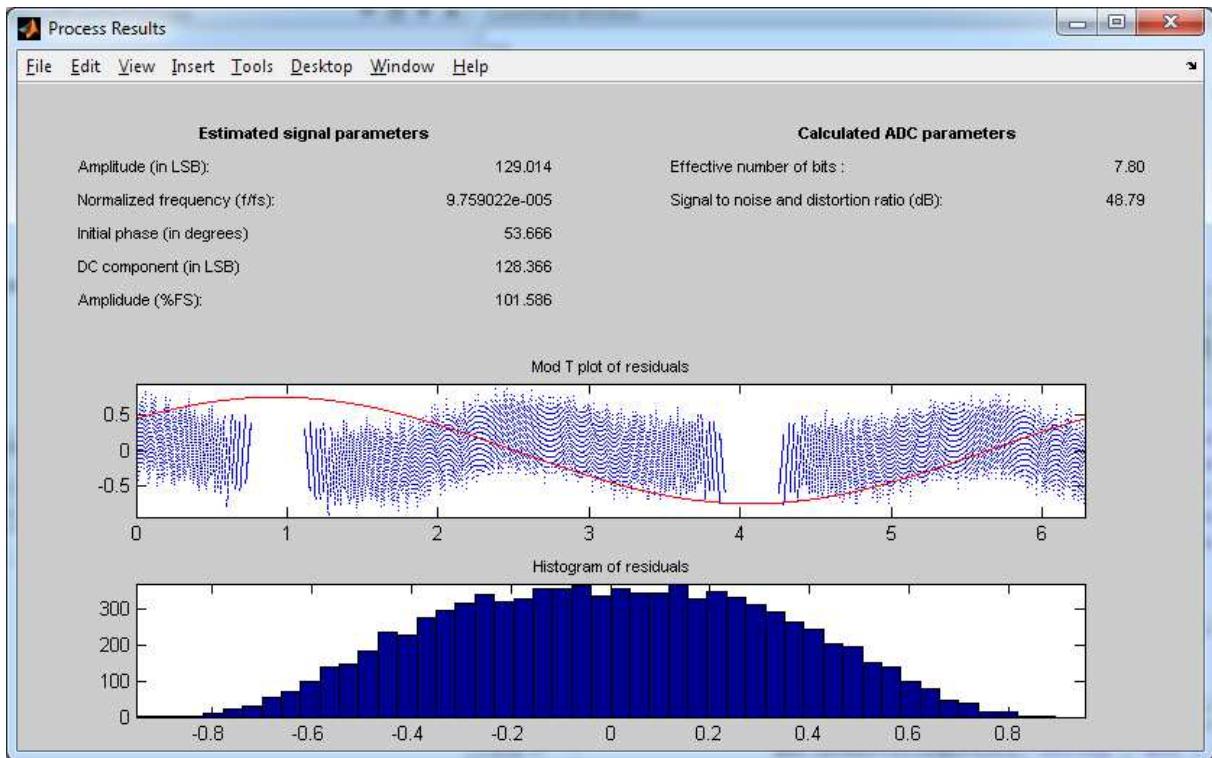 Process Results
File Edit View Insert Tools Desktop Window Help
Estimated signal parameters
Amplitude (in LSB): 129.014
Normalized frequency (f/fs): 9.759022e-005
Initial phase (in degrees) 53.666
DC component (in LSB) 128.366
Amplidude (%FS): 101.586
Calculated ADC parameters
Effective number of bits : 7.80
Signal to noise and distortion ratio (dB): 48.79
Mod T plot of residuals
0.5
0
-0.5
0 1 2 3 4 5 6
Histogram of residuals
300
200
100
0
-0.8 -0.6 -0.4 -0.2 0 0.2 0.4 0.6 0.8